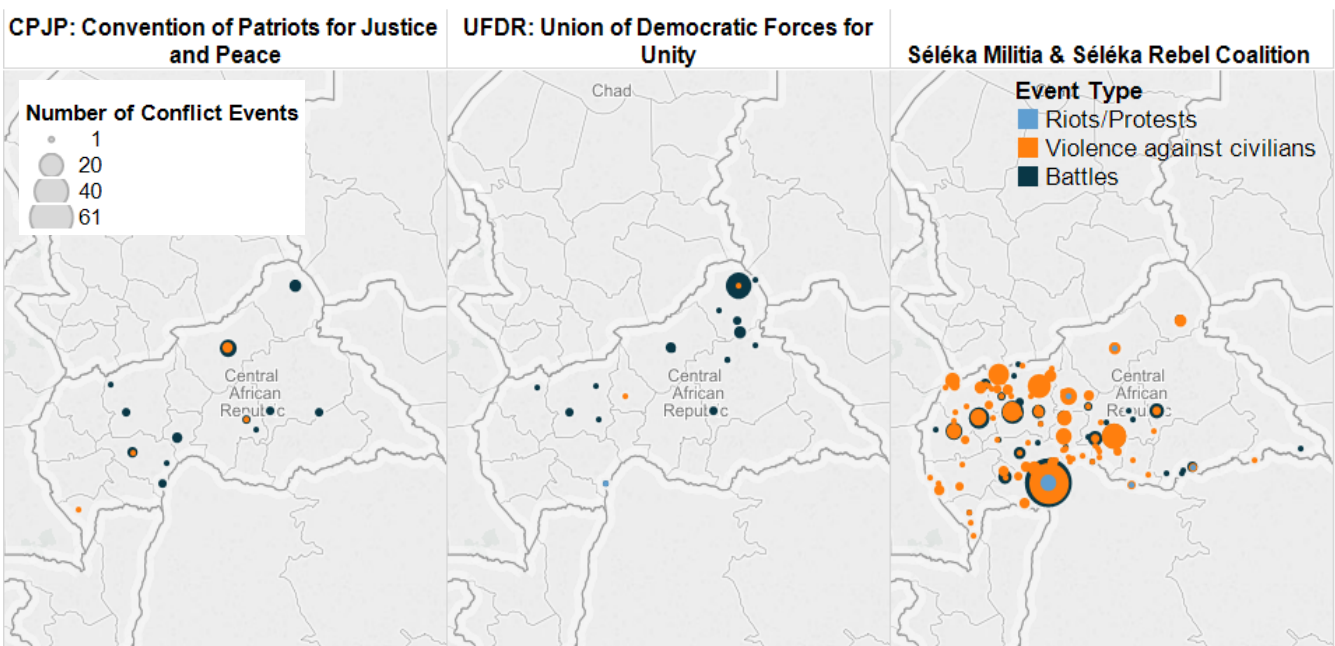 CPJP: Convention of Patriots for Justice
and Peace
UFDR: Union of Democratic Forces for
Unity
Séléka Militia & Séléka Rebel Coalition
Number of Conflict Events
1
20
40
61
Chad
Event Type
Riots/Protests
Violence against civilians
Battles
Central
African
Republic
Central
African
Republic
Central
African
Republic